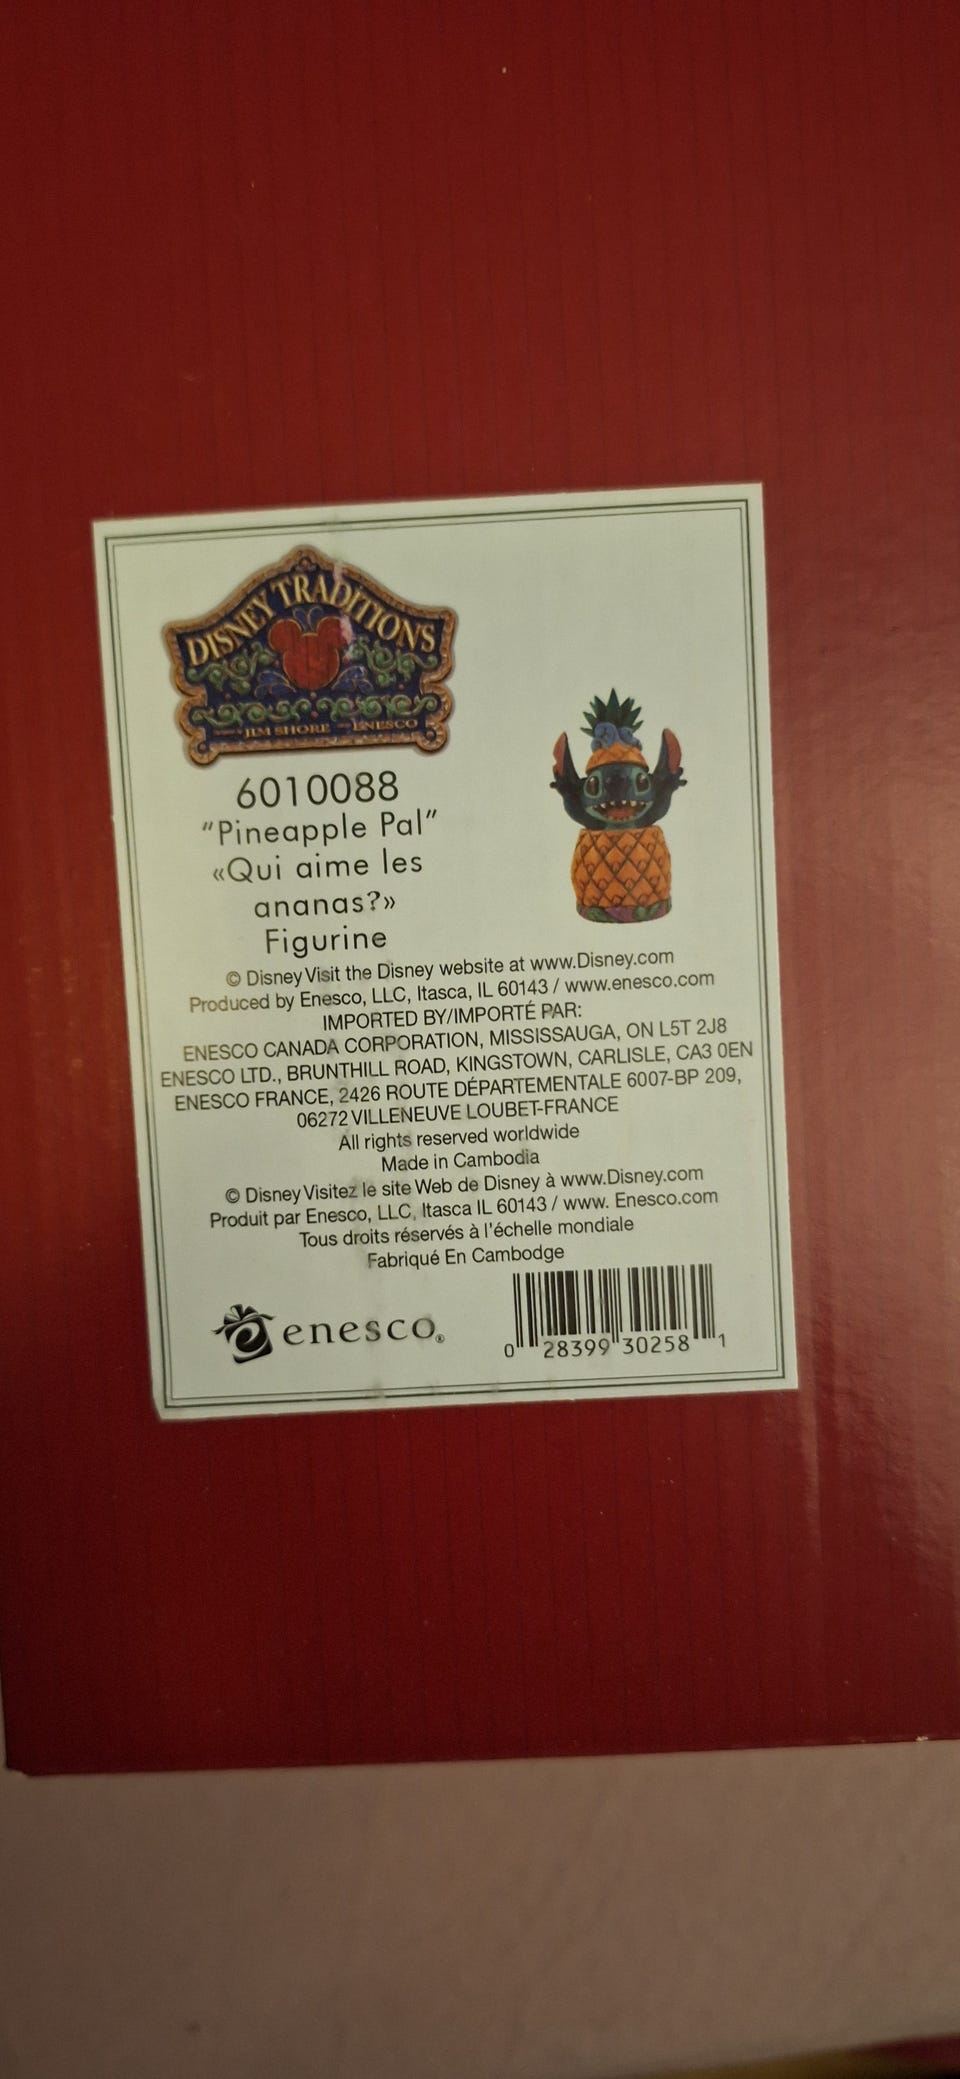 DISNEY TRADITIONS
JIM SHORE ENESCO
6010088
"Pineapple Pal"
«Qui aime les
ananas?»
Figurine
© Disney Visit the Disney website at www.Disney.com
Produced by Enesco, LLC, Itasca, IL 60143 / www.enesco.com
IMPORTED BY/IMPORTÉ PAR:
ENESCO CANADA CORPORATION, MISSISSAUGA, ON L5T 2J8
ENESCO LTD., BRUNTHILL ROAD, KINGSTOWN, CARLISLE, CA3 0EN
ENESCO FRANCE, 2426 ROUTE DÉPARTEMENTALE 6007-BP 209,
06272 VILLENEUVE LOUBET-FRANCE
All rights reserved worldwide
Made in Cambodia
© Disney Visitez le site Web de Disney à www.Disney.com
Produit par Enesco, LLC, Itasca IL 60143 / www. Enesco.com
Tous droits réservés à l'échelle mondiale
Fabriqué En Cambodge
enesco®
0 28399 30258 1